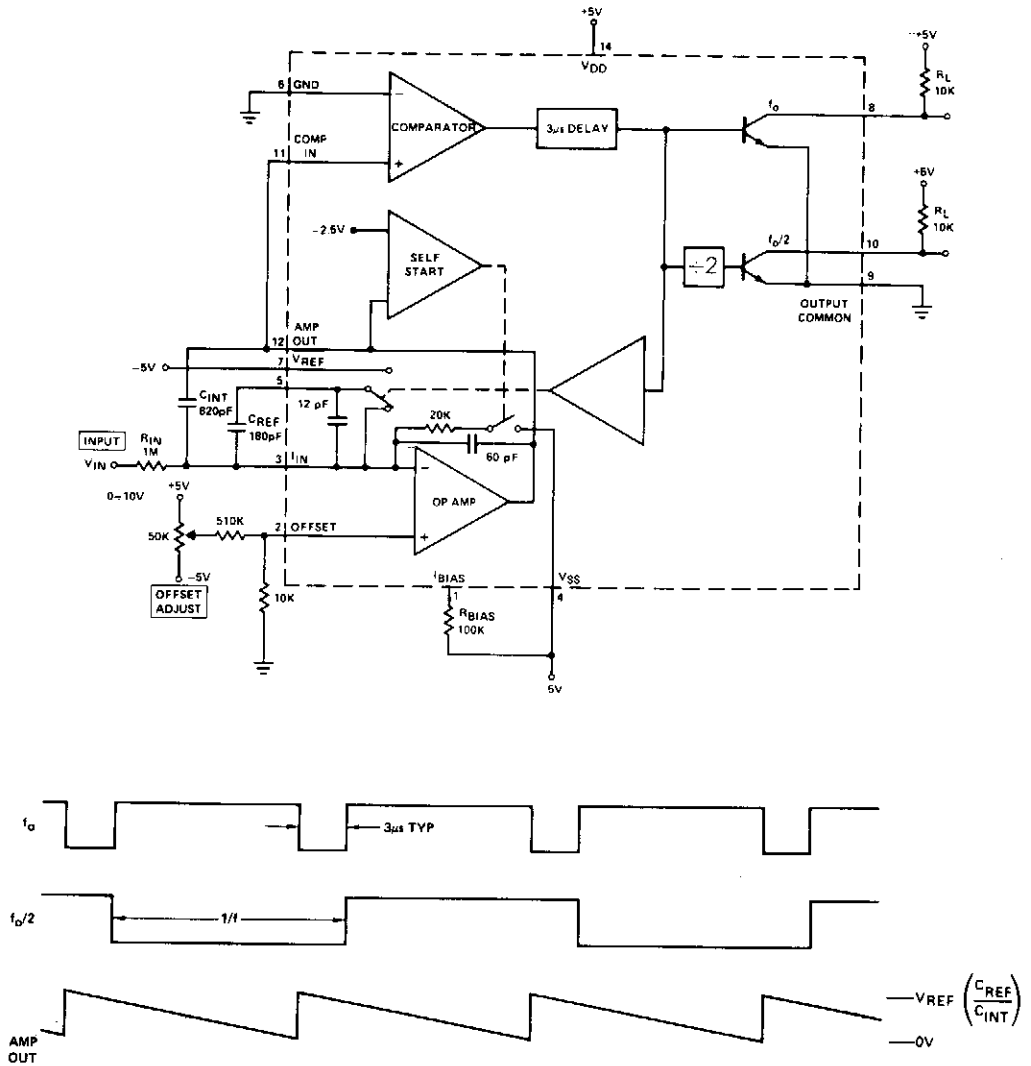 +5V
14
VDD
+5V
RL
10K
6 GND
−
COMPARATOR
3μs DELAY
fo
8
COMP
IN
11
+
+5V
RL
10K
−2.5V
SELF
START
fo/2
10
÷2
9
OUTPUT
COMMON
AMP
OUT
12
−5V
7 VREF
5
CINT
820pF
CREF
180pF
12 pF
20K
60 pF
INPUT
RIN
1M
VIN
3 IIN
−
OP AMP
+
0–10V
+5V
50K
510K
2 OFFSET
−5V
OFFSET
ADJUST
10K
IBIAS
1
VSS
4
RBIAS
100K
5V
fo
3μs TYP
fo/2
1/f
AMP
OUT
VREF (CREF/CINT)
0V